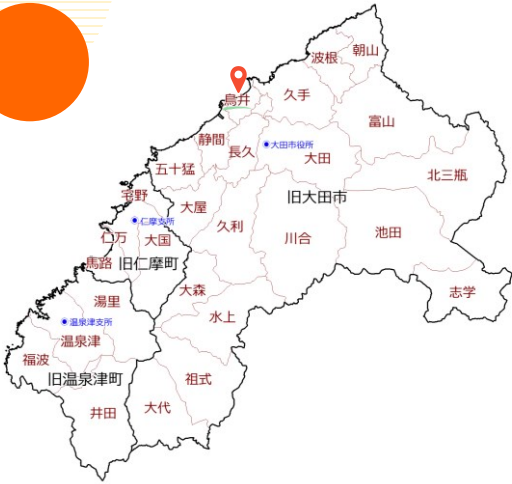 朝山
波根
久手
鳥井
富山
静間
長久
大田市役所
大田
五十猛
北三瓶
宅野
旧大田市
大屋
仁摩支所
久利
池田
仁万
大国
川合
馬路
旧仁摩町
大森
志学
湯里
水上
温泉津支所
温泉津
福波
旧温泉津町
祖式
井田
大代